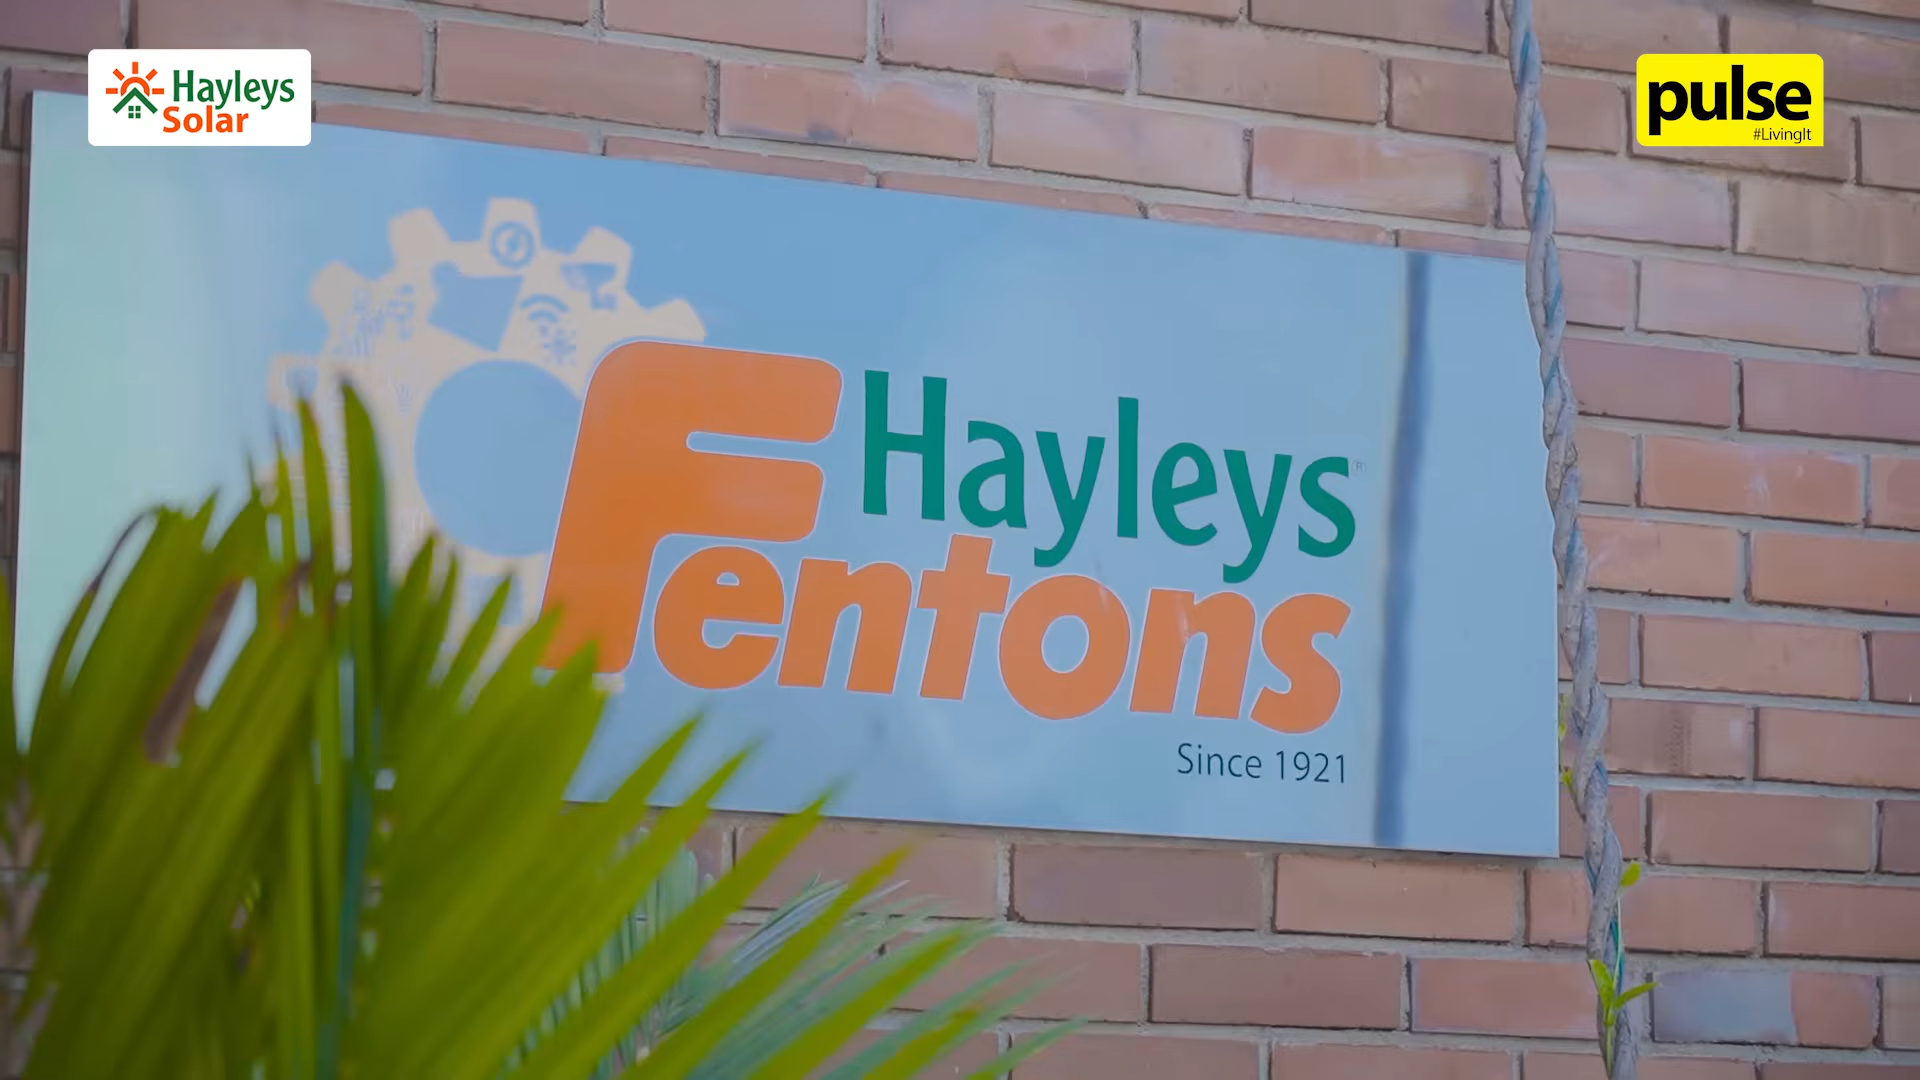 Hayleys
Solar
pulse
#LivingIt
Hayleys®
Fentons
Since 1921